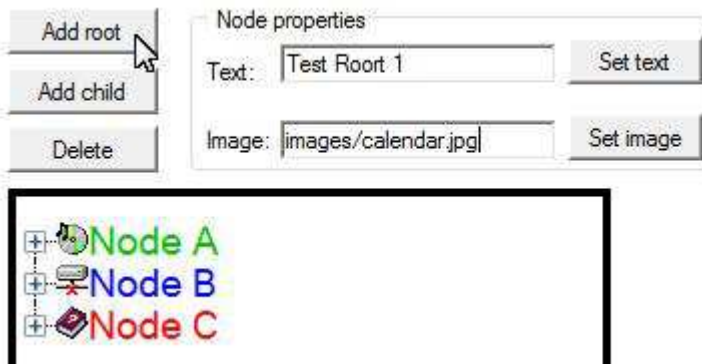 Add root
Add child
Delete
Node properties
Text: Test Roort 1 Set text
Image: images/calendar.jpg Set image
Node A
Node B
Node C